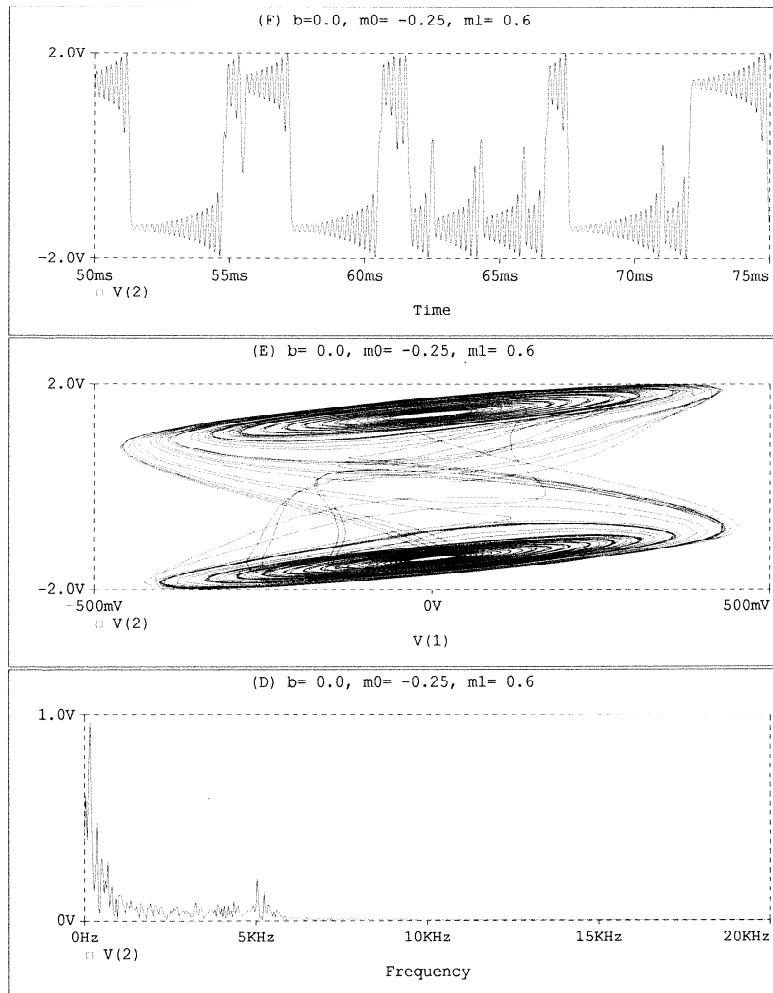 (F) b=0.0, m0= -0.25, m1= 0.6
2.0V
-2.0V
50ms 55ms 60ms 65ms 70ms 75ms
□ V(2)
Time
(E) b= 0.0, m0= -0.25, m1= 0.6
2.0V
-2.0V
-500mV 0V 500mV
□ V(2)
V(1)
(D) b= 0.0, m0= -0.25, m1= 0.6
1.0V
0V
0Hz 5KHz 10KHz 15KHz 20KHz
□ V(2)
Frequency